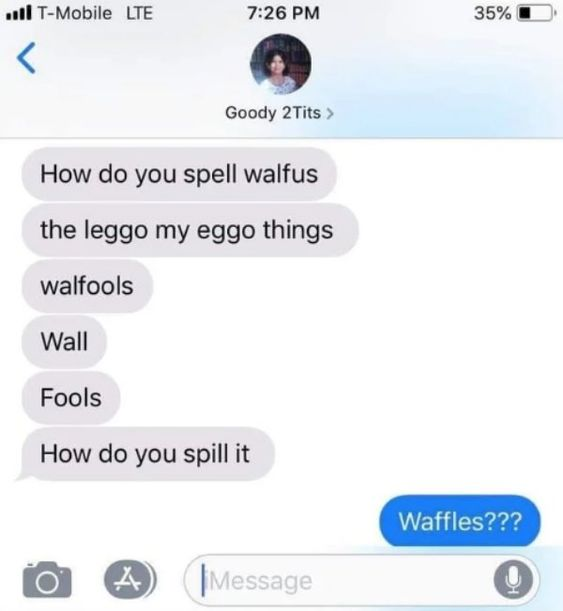 T-Mobile LTE 7:26 PM 35%
Goody 2Tits >
How do you spell walfus
the leggo my eggo things
walfools
Wall
Fools
How do you spill it
Waffles???
iMessage